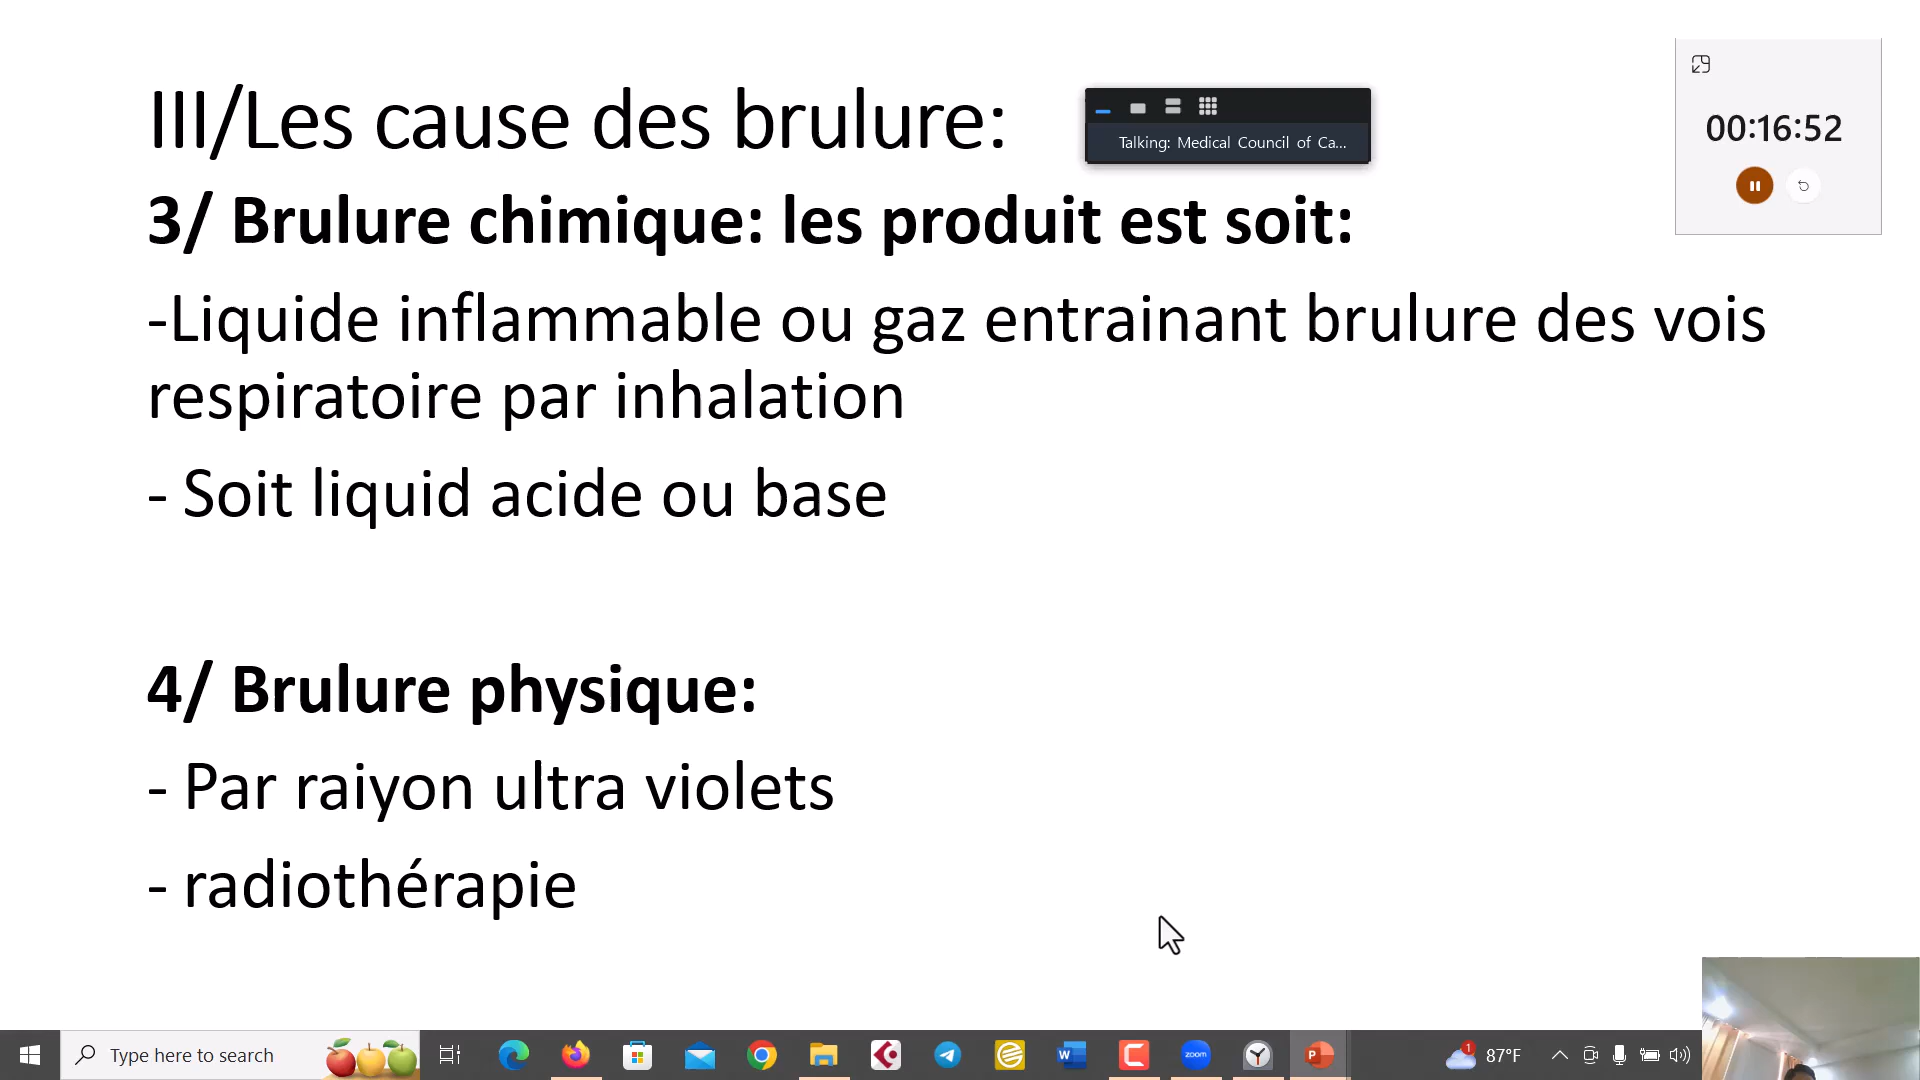 III/Les cause des brulure:
Talking: Medical Council of Ca...
00:16:52
3/ Brulure chimique: les produit est soit:
-Liquide inflammable ou gaz entrainant brulure des vois
respiratoire par inhalation
- Soit liquid acide ou base
4/ Brulure physique:
- Par raiyon ultra violets
- radiothérapie
Type here to search
zoom
1
87°F